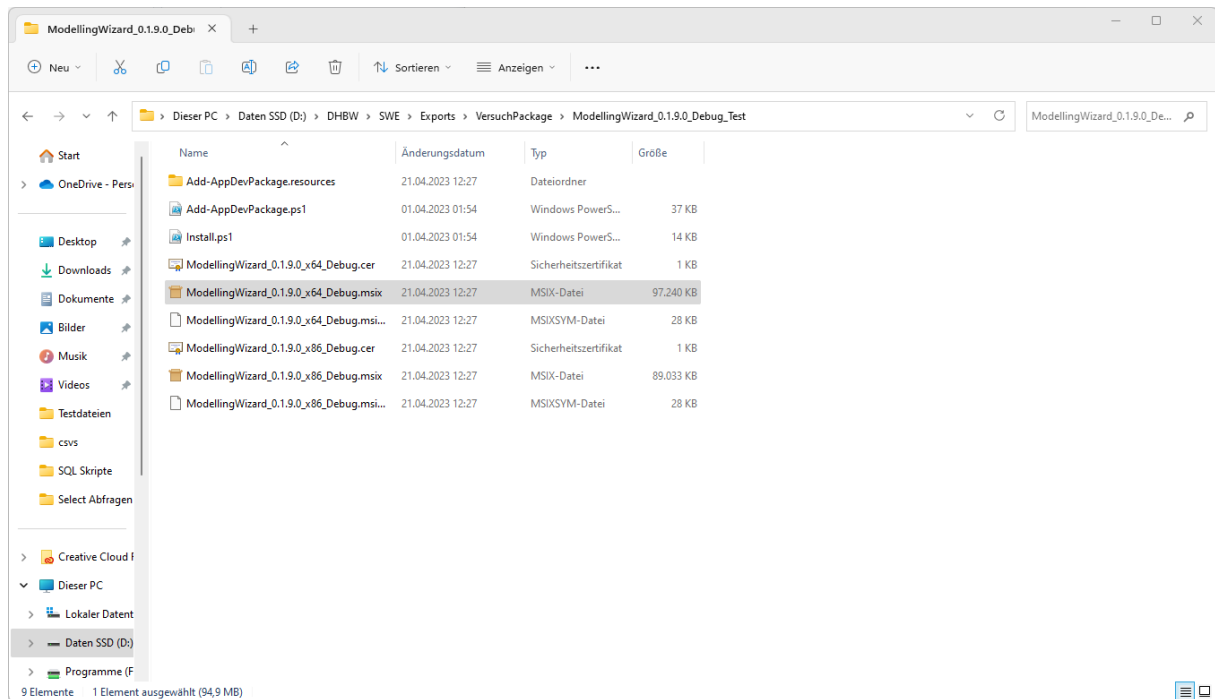 ModellingWizard_0.1.9.0_Deb
Neu Sortieren Anzeigen
Dieser PC > Daten SSD (D:) > DHBW > SWE > Exports > VersuchPackage > ModellingWizard_0.1.9.0_Debug_Test ModellingWizard_0.1.9.0_De...
Start
OneDrive - Pers
Desktop
Downloads
Dokumente
Bilder
Musik
Videos
Testdateien
csvs
SQL Skripte
Select Abfragen
Creative Cloud F
Dieser PC
Lokaler Datent
Daten SSD (D:)
Programme (F
Name Änderungsdatum Typ Größe
Add-AppDevPackage.resources 21.04.2023 12:27 Dateiordner
Add-AppDevPackage.ps1 01.04.2023 01:54 Windows PowerS... 37 KB
Install.ps1 01.04.2023 01:54 Windows PowerS... 14 KB
ModellingWizard_0.1.9.0_x64_Debug.cer 21.04.2023 12:27 Sicherheitszertifikat 1 KB
ModellingWizard_0.1.9.0_x64_Debug.msix 21.04.2023 12:27 MSIX-Datei 97.240 KB
ModellingWizard_0.1.9.0_x64_Debug.msi... 21.04.2023 12:27 MSIXSYM-Datei 28 KB
ModellingWizard_0.1.9.0_x86_Debug.cer 21.04.2023 12:27 Sicherheitszertifikat 1 KB
ModellingWizard_0.1.9.0_x86_Debug.msix 21.04.2023 12:27 MSIX-Datei 89.033 KB
ModellingWizard_0.1.9.0_x86_Debug.msi... 21.04.2023 12:27 MSIXSYM-Datei 28 KB
9 Elemente 1 Element ausgewählt (94,9 MB)